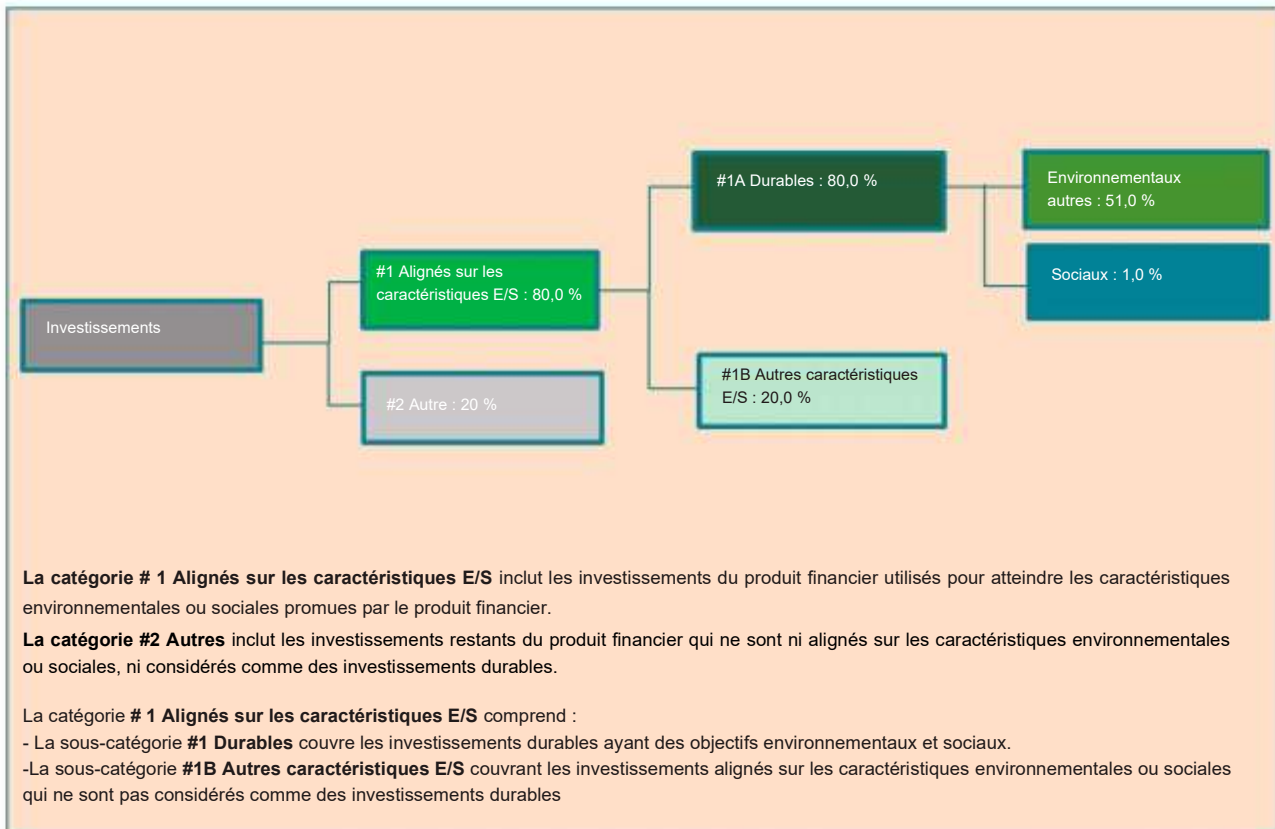 #1A Durables : 80,0 %
Environnementaux
autres : 51,0 %
#1 Alignés sur les
caractéristiques E/S : 80,0 %
Sociaux : 1,0 %
Investissements
#1B Autres caractéristiques
E/S : 20,0 %
#2 Autre : 20 %
La catégorie # 1 Alignés sur les caractéristiques E/S inclut les investissements du produit financier utilisés pour atteindre les caractéristiques
environnementales ou sociales promues par le produit financier.
La catégorie #2 Autres inclut les investissements restants du produit financier qui ne sont ni alignés sur les caractéristiques environnementales
ou sociales, ni considérés comme des investissements durables.
La catégorie # 1 Alignés sur les caractéristiques E/S comprend :
- La sous-catégorie #1 Durables couvre les investissements durables ayant des objectifs environnementaux et sociaux.
-La sous-catégorie #1B Autres caractéristiques E/S couvrant les investissements alignés sur les caractéristiques environnementales ou sociales
qui ne sont pas considérés comme des investissements durables